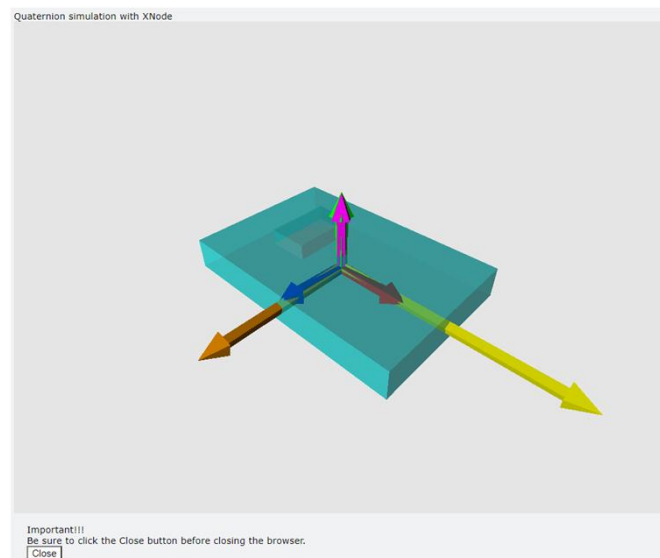 Quaternion simulation with XNode
Important!!!
Be sure to click the Close button before closing the browser.
Close